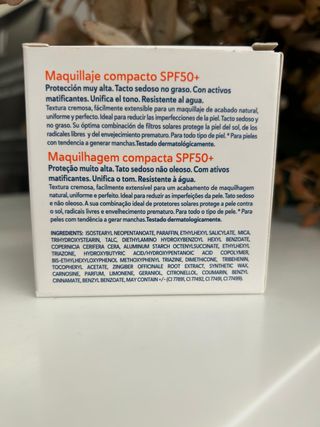 Maquillaje compacto SPF50+
Protección muy alta. Tacto sedoso no graso. Con activos
matificantes. Unifica el tono. Resistente al agua.
Textura cremosa, fácilmente extensible para un maquillaje de acabado natural,
uniforme y perfecto. Ideal para reducir las imperfecciones de la piel. Tacto sedoso y
no graso. Su óptima combinación de filtros solares protege la piel del sol, de los
radicales libres y del envejecimiento prematuro. Para todo tipo de piel. * Para pieles
con tendencia a generar manchas.Testado dermatológicamente.
Maquilhagem compacta SPF50+
Proteção muito alta. Tato sedoso não oleoso. Com ativos
matificantes. Unifica o tom. Resistente à água.
Textura cremosa, facilmente extensível para um acabamento de maquilhagem
natural, uniforme e perfeito. Ideal para reduzir as imperfeições da pele. Tato sedoso
e não oleoso. A sua combinação ideal de protetores solares protege a pele contra
o sol, radicais livres e envelhecimento prematuro. Para todo o tipo de pele. * Para
peles com tendência a gerar manchas.Testado dermatologicamente.
INGREDIENTS: ISOSTEARYL NEOPENTANOATE, PARAFFIN, ETHYLHEXYL SALICYLATE, MICA,
TRIHYDROXYSTEARIN, TALC, DIETHYLAMINO HYDROXYBENZOYL HEXYL BENZOATE,
COPERNICIA CERIFERA CERA, ALUMINUM STARCH OCTENYLSUCCINATE, ETHYLHEXYL
TRIAZONE, HYDROXYBUTYRIC ACID/HYDROXYPENTANOIC ACID COPOLYMER,
BIS-ETHYLHEXYLOXYPHENOL METHOXYPHENYL TRIAZINE, DIMETHICONE, TRIBEHENIN,
TOCOPHERYL ACETATE, ZINGIBER OFFICINALE ROOT EXTRACT, SYNTHETIC WAX,
CARNOSINE, PARFUM, LIMONENE, GERANIOL, CITRONELLOL, COUMARIN, BENZYL
CINNAMATE, BENZYL BENZOATE, MAY CONTAIN +/- (CI 77891, CI 77492, CI 77491, CI 77499).